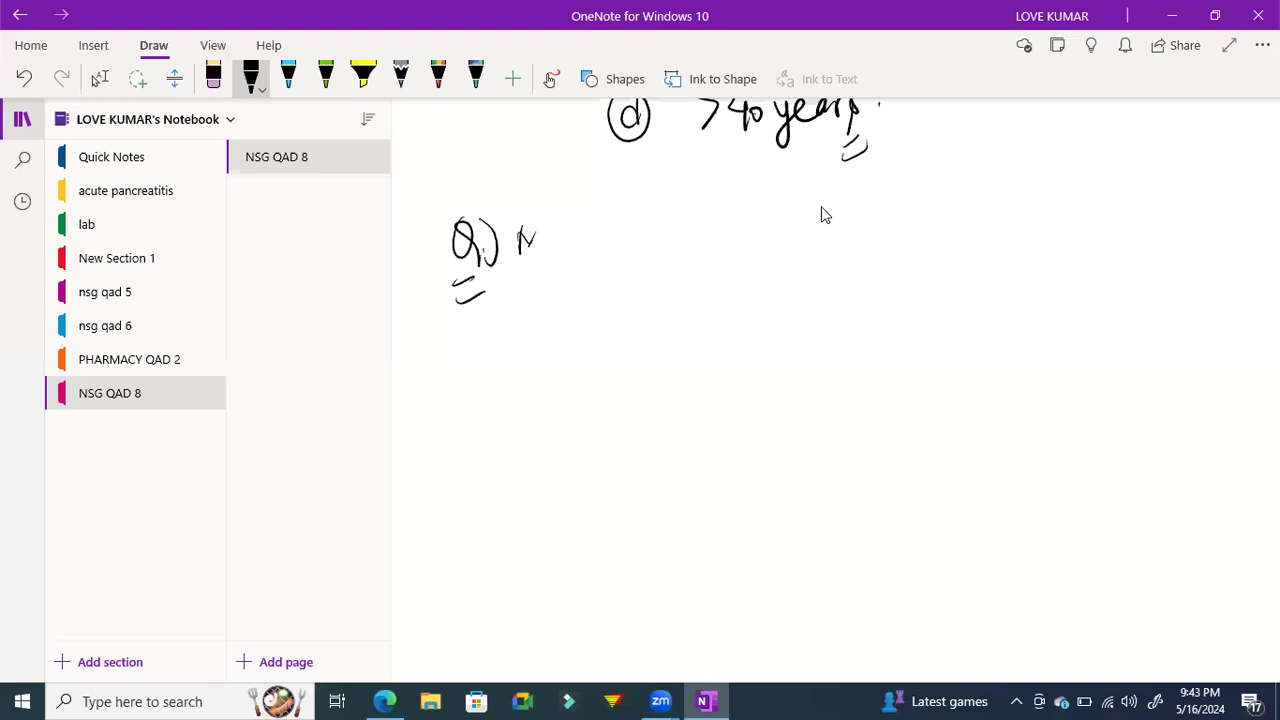 OneNote for Windows 10
LOVE KUMAR
Home Insert Draw View Help
Share
Shapes Ink to Shape Ink to Text
LOVE KUMAR's Notebook
Quick Notes
acute pancreatitis
lab
New Section 1
nsg qad 5
nsg qad 6
PHARMACY QAD 2
NSG QAD 8
Add section
NSG QAD 8
Add page
(d) >40 years.
Q.) N
Type here to search
zm
Latest games
9:43 PM
5/16/2024
17